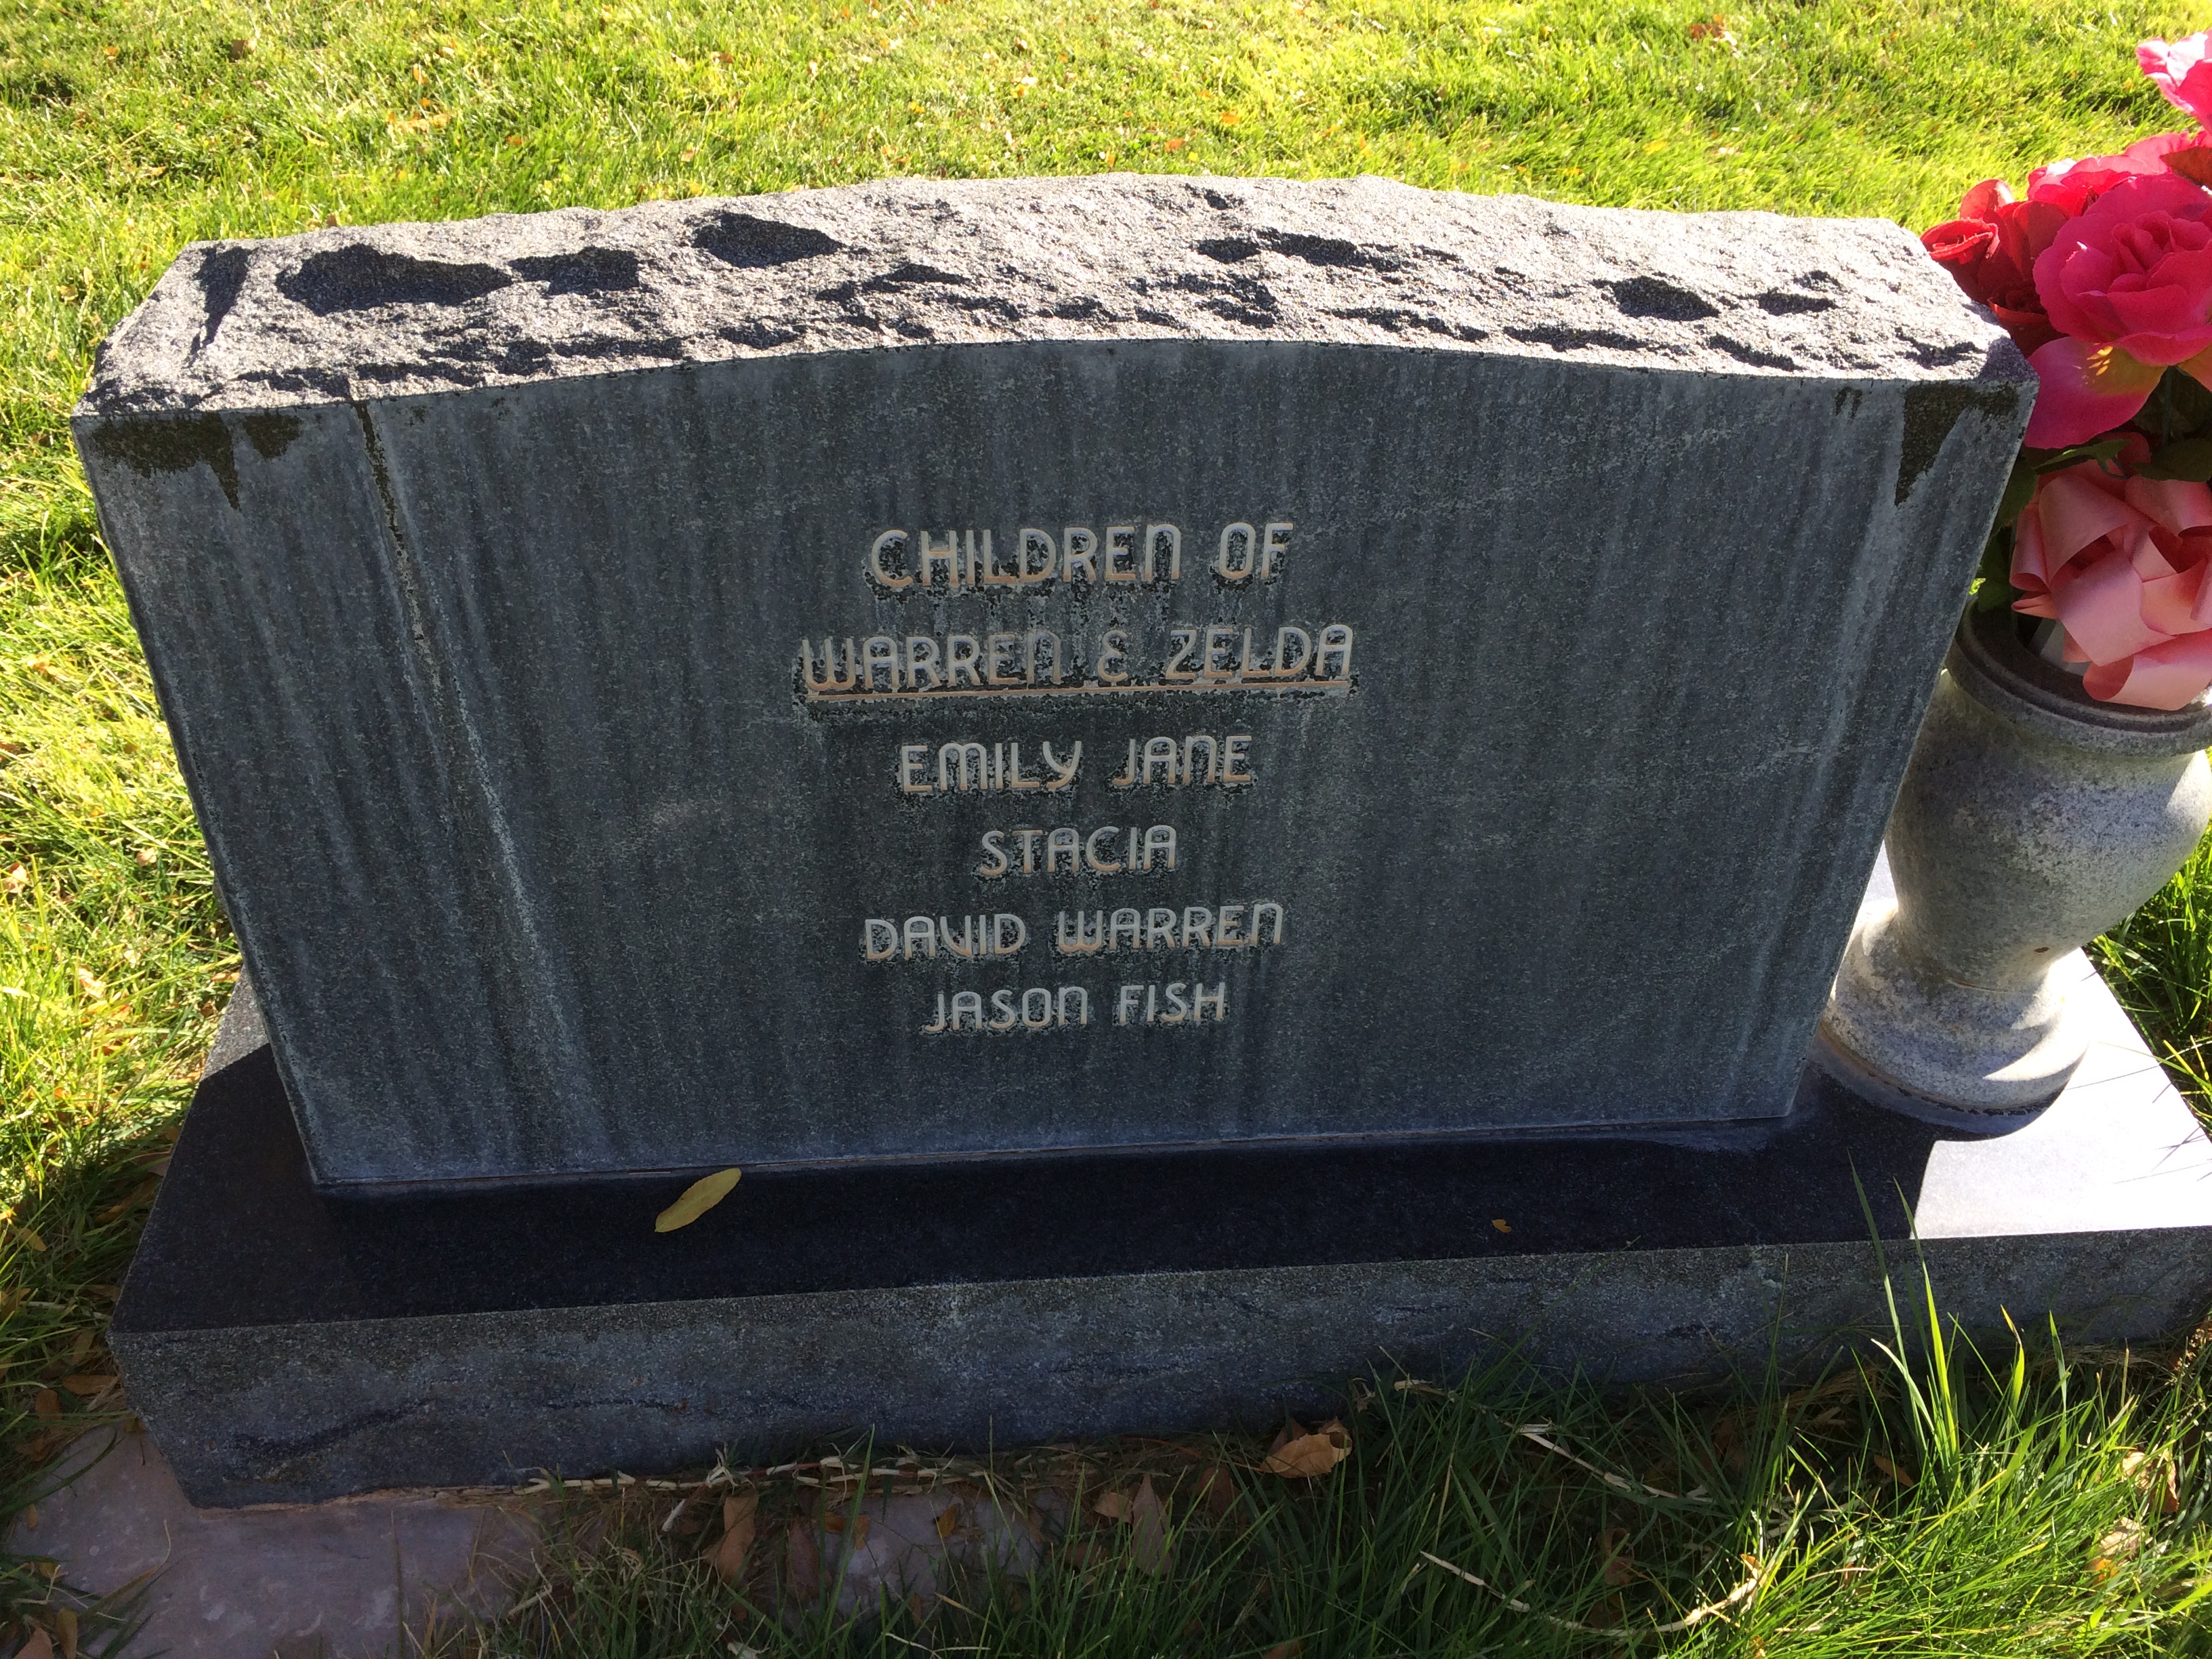 CHILDREN OF
WARREN & ZELDA
EMILY JANE
STACIA
DAVID WARREN
JASON FISH